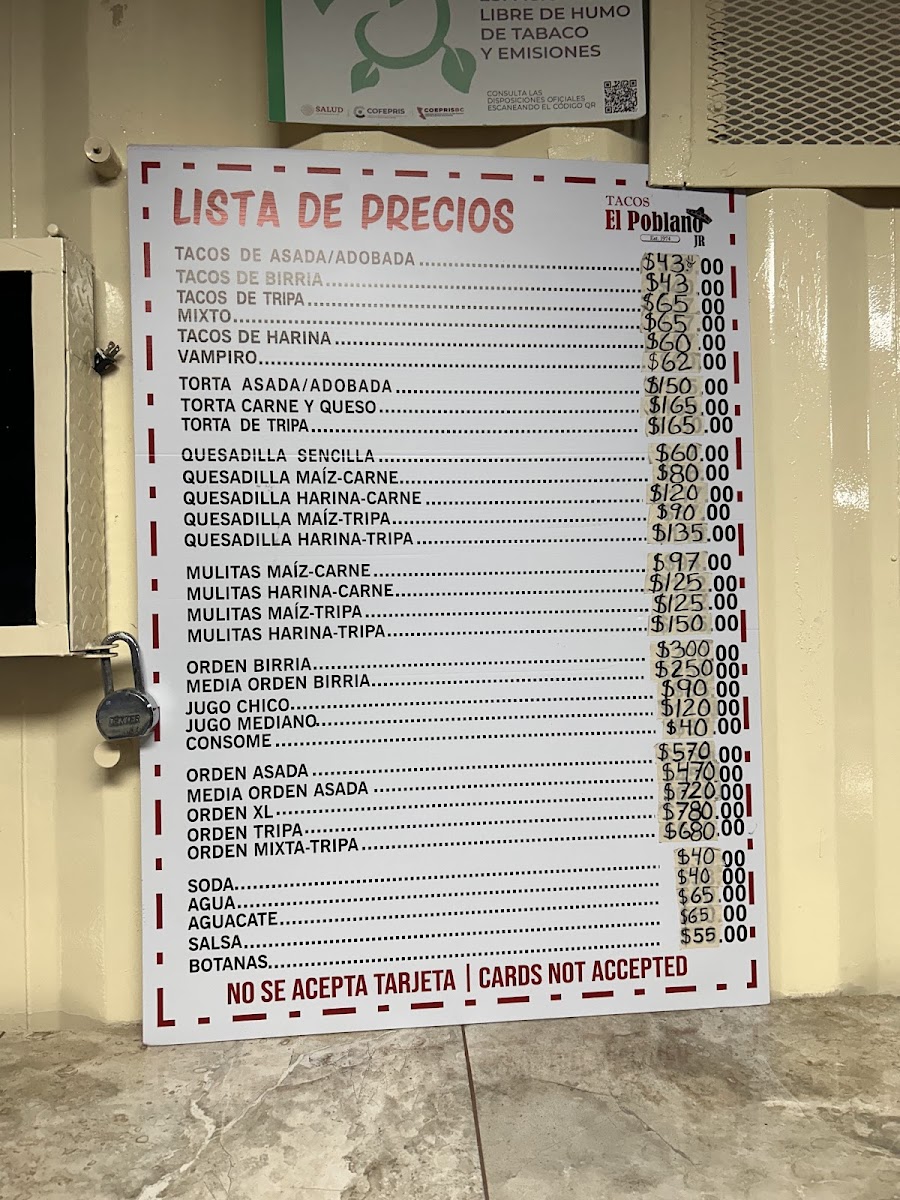 LIBRE DE HUMO
DE TABACO
Y EMISIONES
CONSULTA LAS
DISPOSICIONES OFICIALES
ESCANEANDO EL CÓDIGO QR
SALUD COFEPRIS COEPRISBC
LISTA DE PRECIOS
TACOS
El Poblano
Est. 1974
JR
TACOS DE ASADA/ADOBADA $43.00
TACOS DE BIRRIA $43.00
TACOS DE TRIPA $65.00
MIXTO $65.00
TACOS DE HARINA $60.00
VAMPIRO $62.00
TORTA ASADA/ADOBADA $150.00
TORTA CARNE Y QUESO $165.00
TORTA DE TRIPA $165.00
QUESADILLA SENCILLA $60.00
QUESADILLA MAÍZ-CARNE $80.00
QUESADILLA HARINA-CARNE $120.00
QUESADILLA MAÍZ-TRIPA $90.00
QUESADILLA HARINA-TRIPA $135.00
MULITAS MAÍZ-CARNE $97.00
MULITAS HARINA-CARNE $125.00
MULITAS MAÍZ-TRIPA $125.00
MULITAS HARINA-TRIPA $150.00
ORDEN BIRRIA $300.00
MEDIA ORDEN BIRRIA $250.00
JUGO CHICO $90.00
JUGO MEDIANO $120.00
CONSOME $40.00
ORDEN ASADA $570.00
MEDIA ORDEN ASADA $470.00
ORDEN XL $720.00
ORDEN TRIPA $780.00
ORDEN MIXTA-TRIPA $680.00
SODA $40.00
AGUA $40.00
AGUACATE $65.00
SALSA $65.00
BOTANAS $55.00
NO SE ACEPTA TARJETA | CARDS NOT ACCEPTED